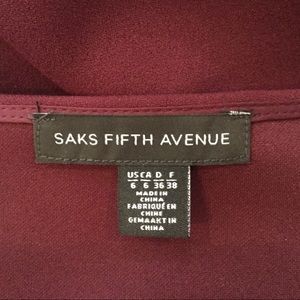 SAKS FIFTH AVENUE
US CA D F
6 6 36 38
MADE IN
CHINA
FABRIQUÉ EN
CHINE
GEMAAKT IN
CHINA